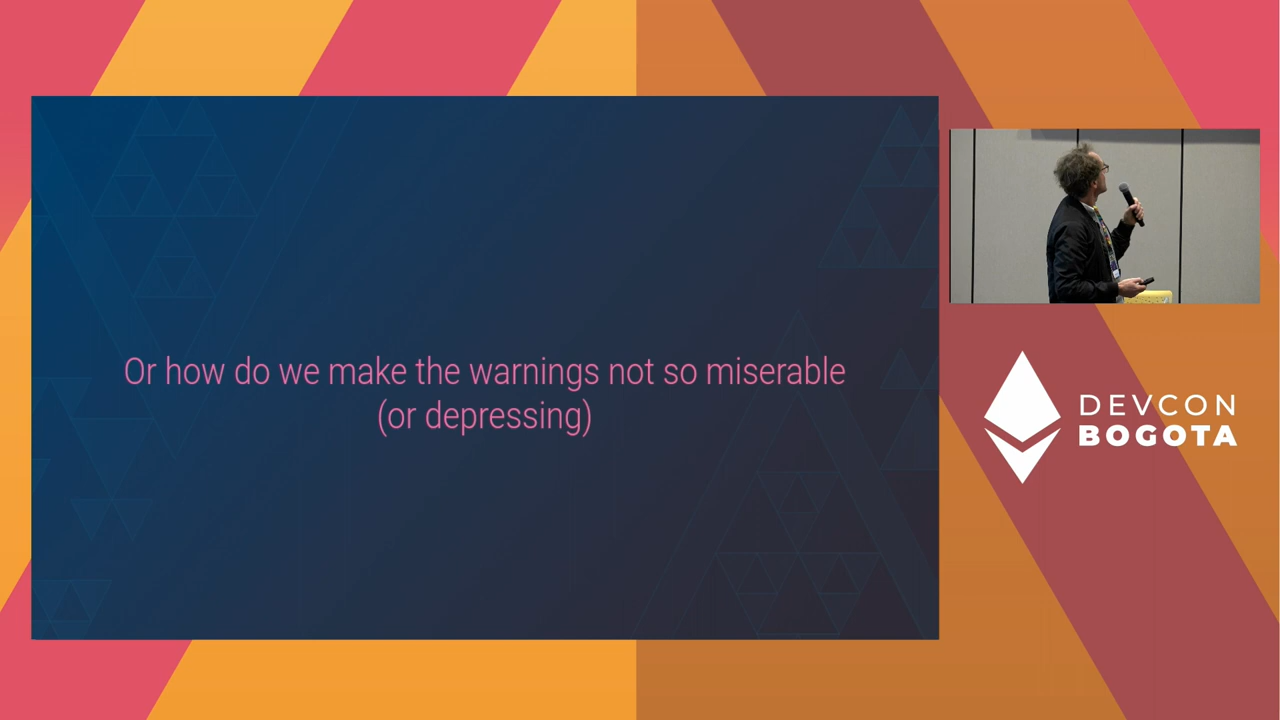 Or how do we make the warnings not so miserable
(or depressing)
DEVCON
BOGOTA